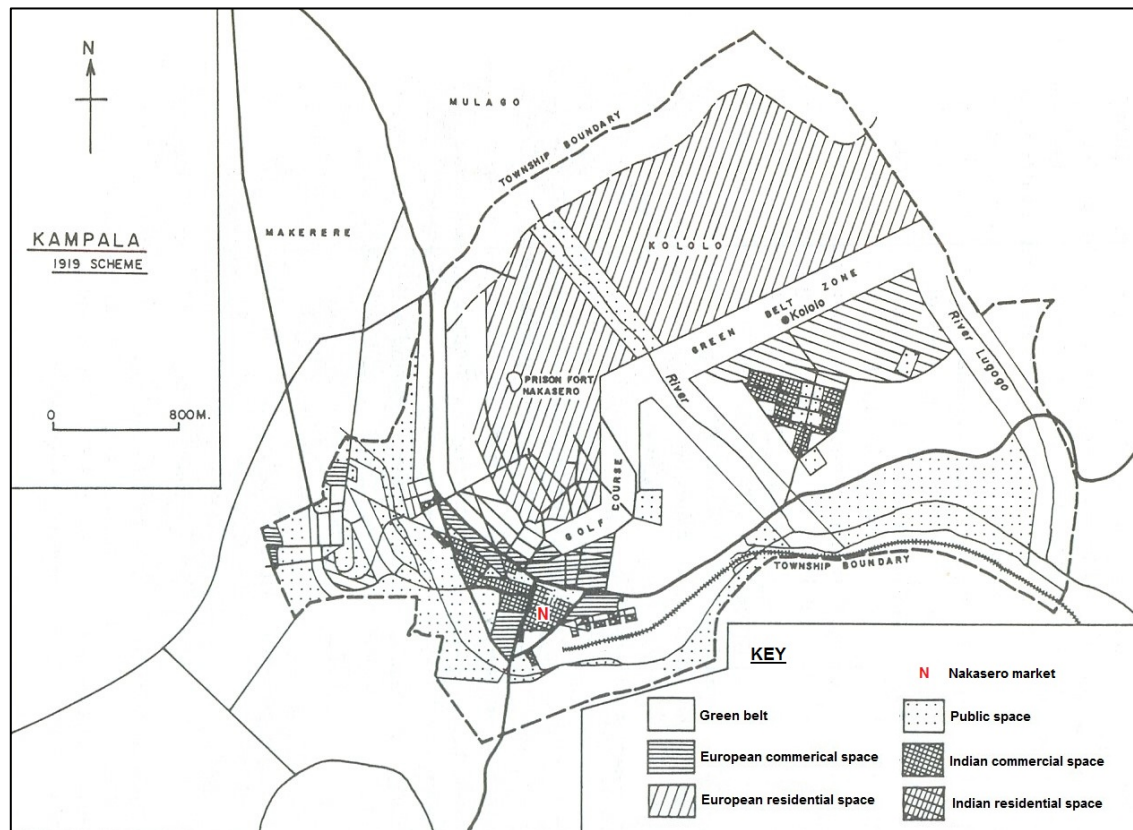 N
MULAGO
TOWNSHIP BOUNDARY
KAMPALA
1919 SCHEME
MAKERERE
KOLOLO
GREEN BELT ZONE
Kololo
River Lugogo
PRISON FORT
NAKASERO
River
0 800M.
GOLF COURSE
TOWNSHIP BOUNDARY
N
KEY
N Nakasero market
Green belt
Public space
European commerical space
Indian commercial space
European residential space
Indian residential space